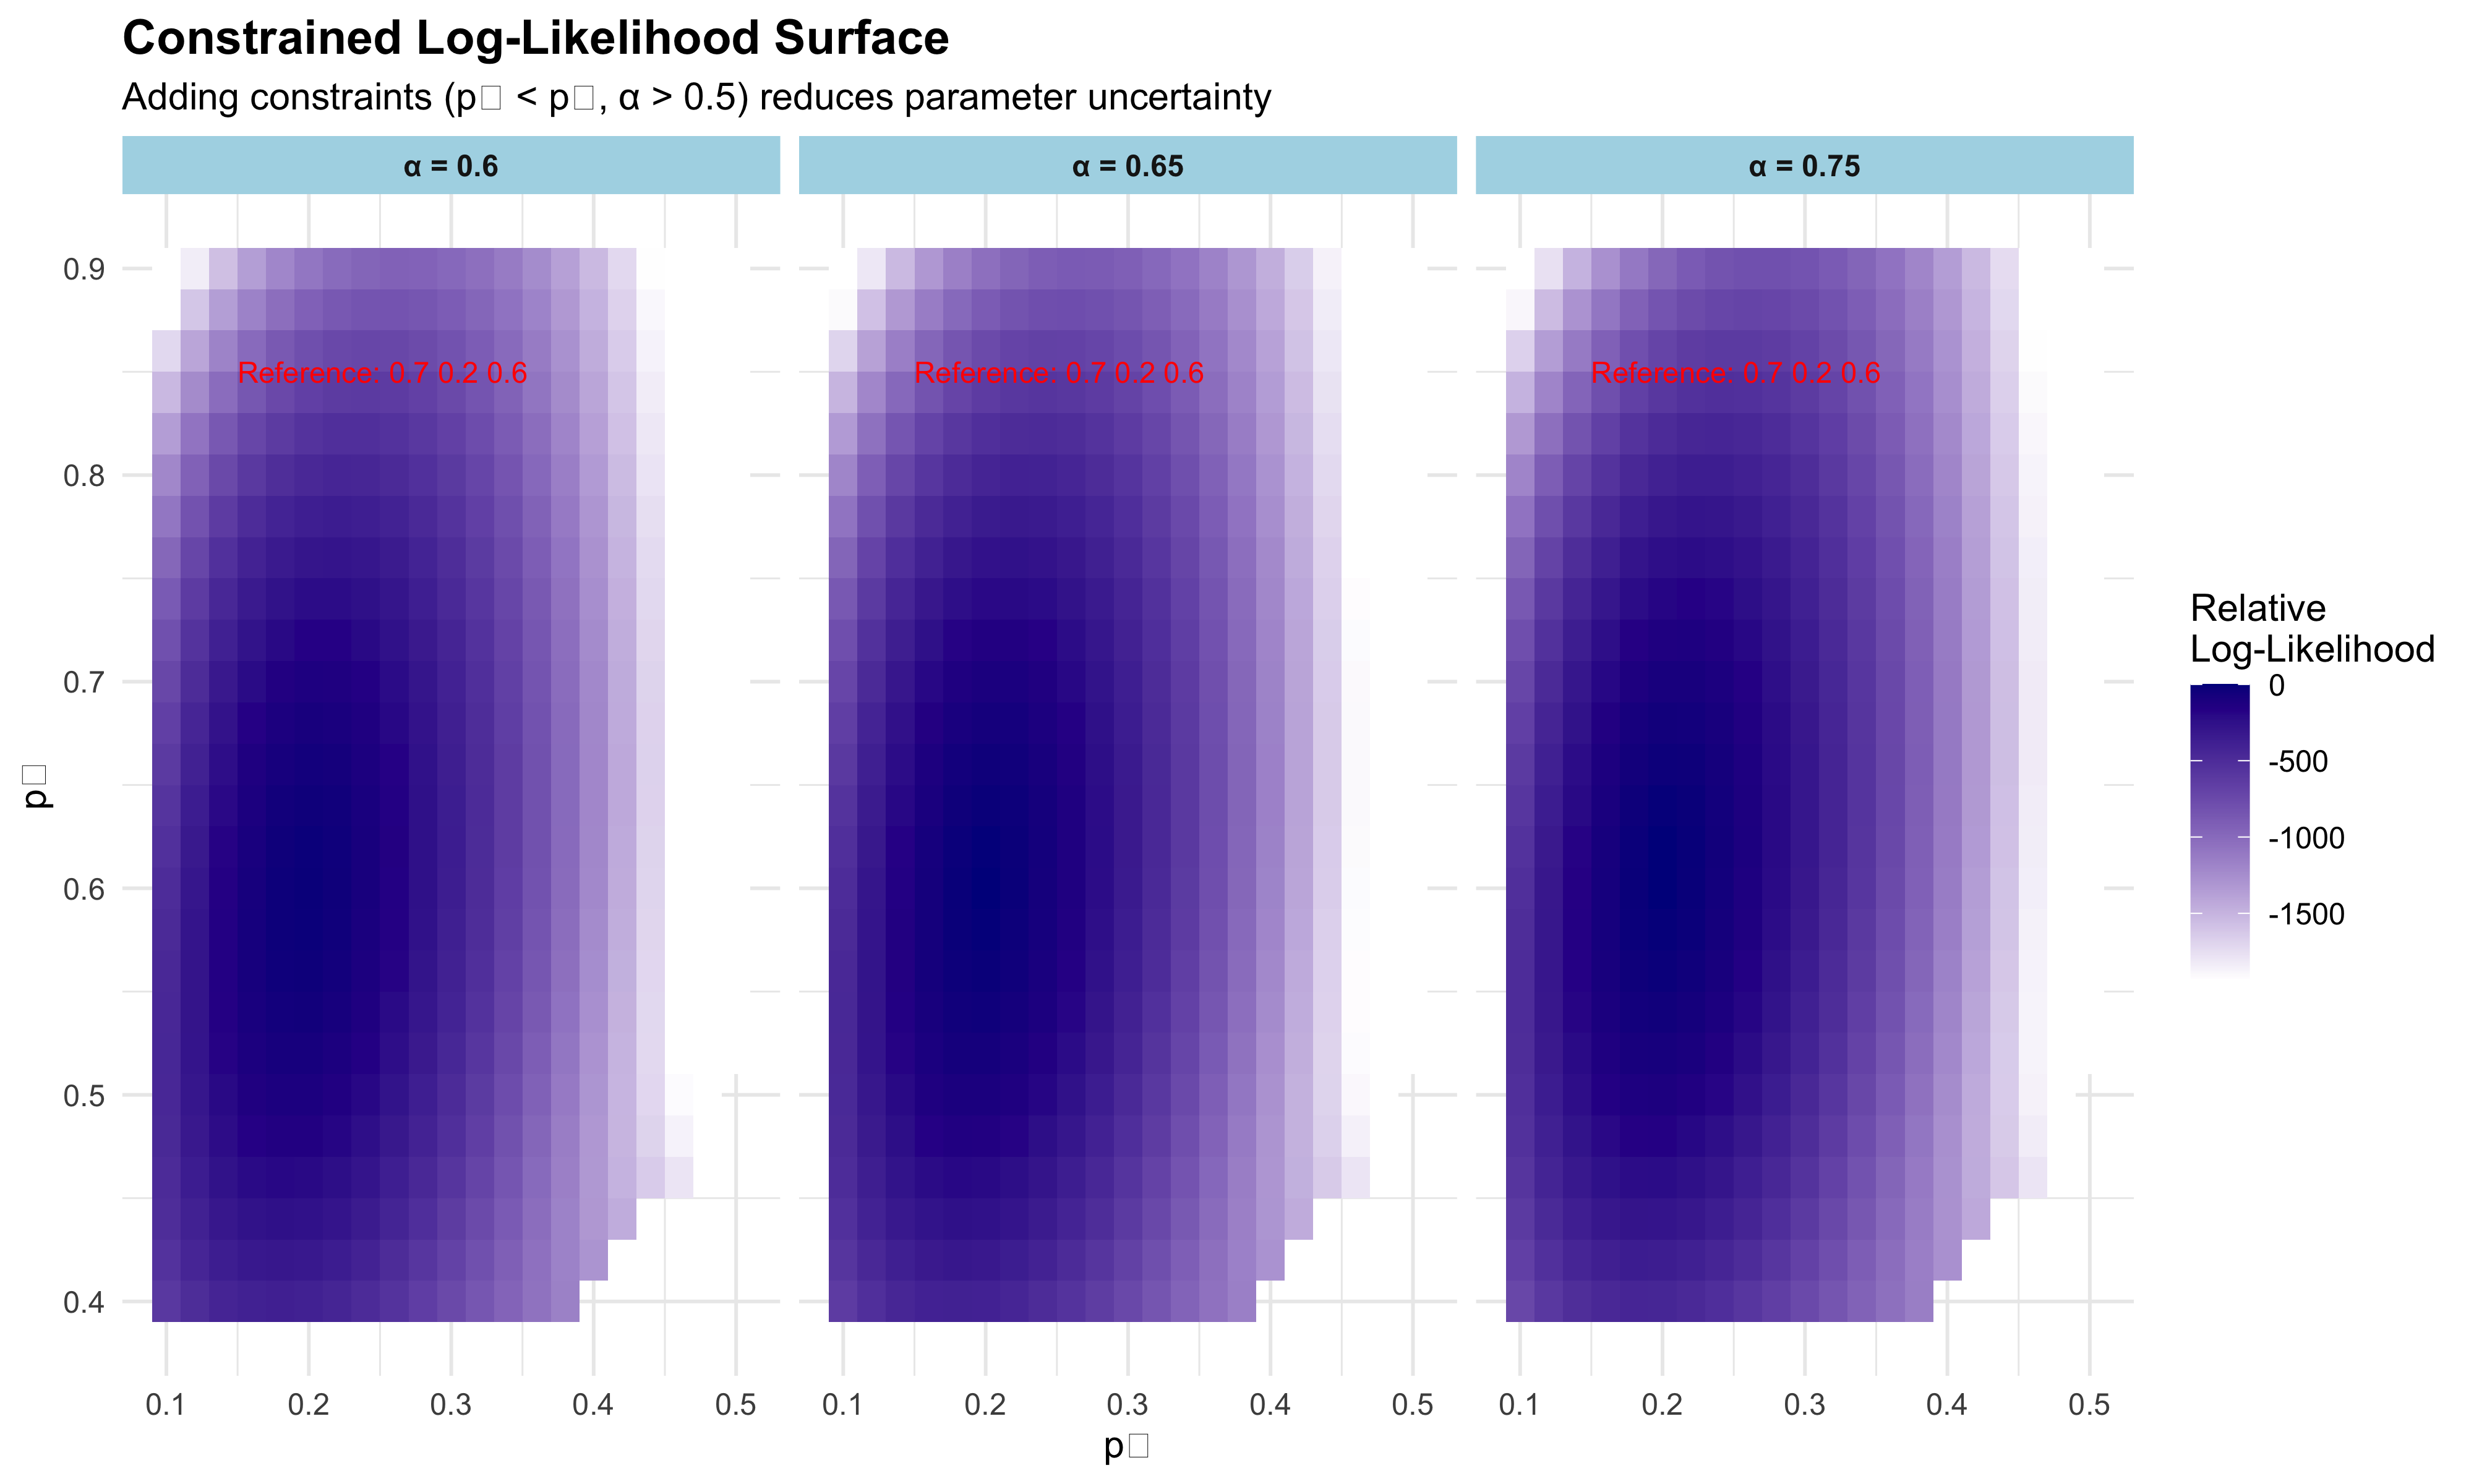 Constrained Log-Likelihood Surface
Adding constraints (p□ < p□, α > 0.5) reduces parameter uncertainty
α = 0.6
α = 0.65
α = 0.75
0.9
0.8
0.7
0.6
0.5
0.4
p□
Reference: 0.7 0.2 0.6
Reference: 0.7 0.2 0.6
Reference: 0.7 0.2 0.6
0.1 0.2 0.3 0.4 0.5
0.1 0.2 0.3 0.4 0.5
0.1 0.2 0.3 0.4 0.5
p□
Relative
Log-Likelihood
0
-500
-1000
-1500